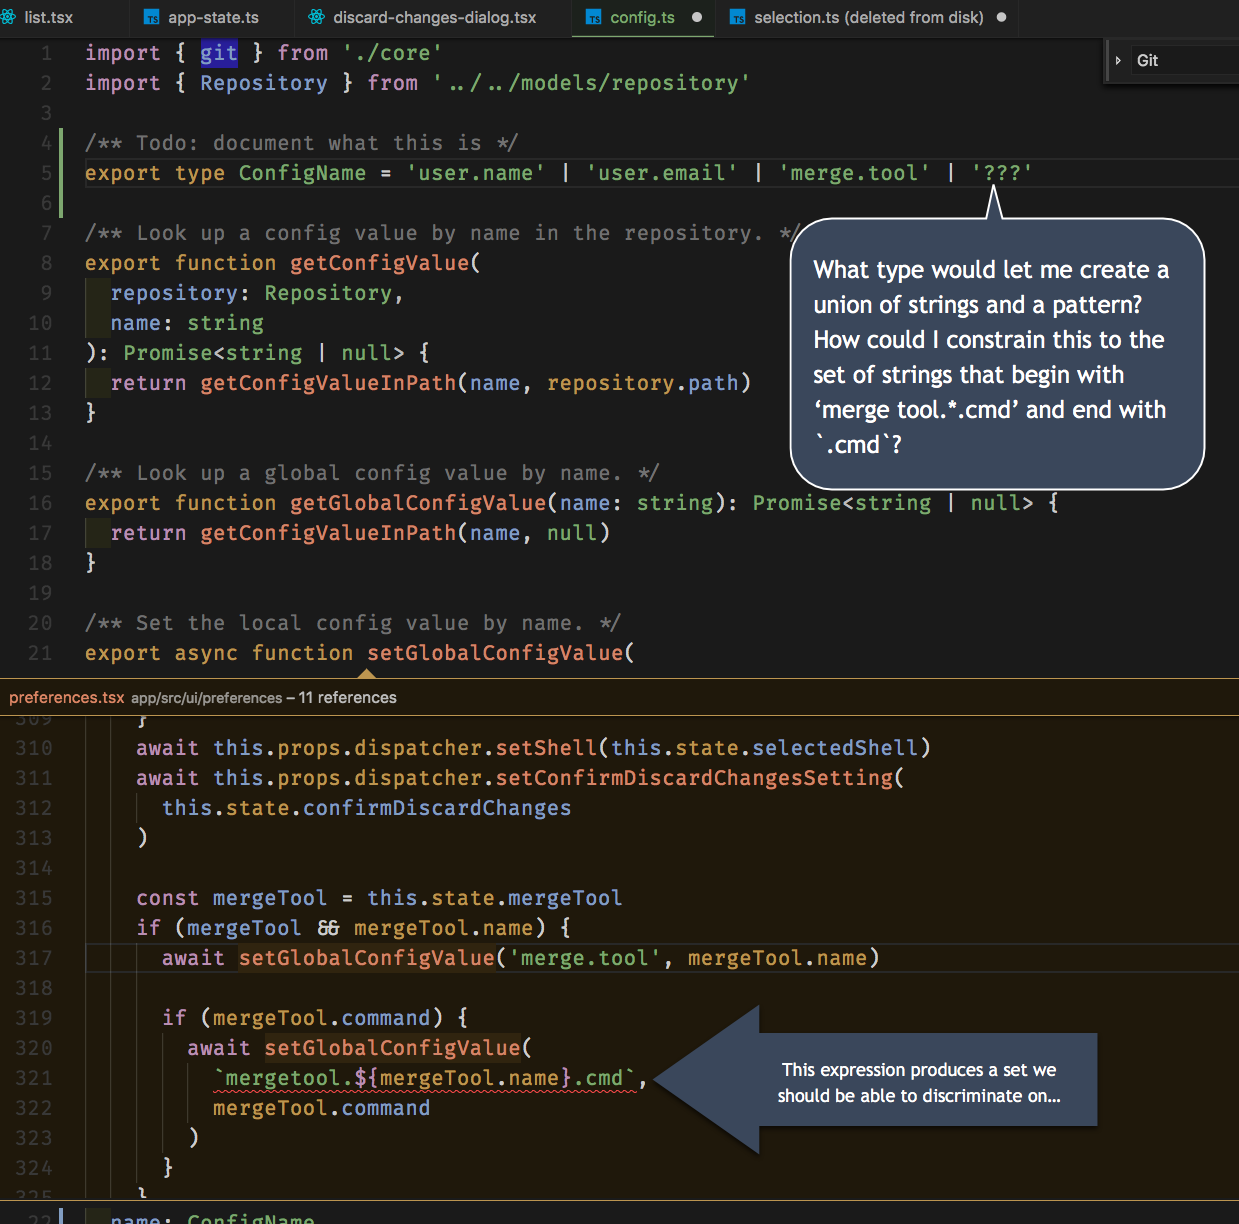 list.tsx app-state.ts discard-changes-dialog.tsx TS config.ts TS selection.ts (deleted from disk)
Git
1 import { git } from './core'
2 import { Repository } from '../../models/repository'
3
4 /** Todo: document what this is */
5 export type ConfigName = 'user.name' | 'user.email' | 'merge.tool' | '???'
6
7 /** Look up a config value by name in the repository. */
8 export function getConfigValue(
9 repository: Repository,
10 name: string
11 ): Promise<string | null> {
12 return getConfigValueInPath(name, repository.path)
13 }
14
15 /** Look up a global config value by name. */
16 export function getGlobalConfigValue(name: string): Promise<string | null> {
17 return getConfigValueInPath(name, null)
18 }
19
20 /** Set the local config value by name. */
21 export async function setGlobalConfigValue(
What type would let me create a
union of strings and a pattern?
How could I constrain this to the
set of strings that begin with
‘merge tool.*.cmd’ and end with
`.cmd`?
preferences.tsx app/src/ui/preferences – 11 references
309 }
310 await this.props.dispatcher.setShell(this.state.selectedShell)
311 await this.props.dispatcher.setConfirmDiscardChangesSetting(
312 this.state.confirmDiscardChanges
313 )
314
315 const mergeTool = this.state.mergeTool
316 if (mergeTool && mergeTool.name) {
317 await setGlobalConfigValue('merge.tool', mergeTool.name)
318
319 if (mergeTool.command) {
320 await setGlobalConfigValue(
321 `mergetool.${mergeTool.name}.cmd`,
322 mergeTool.command
323 )
324 }
325 }
This expression produces a set we
should be able to discriminate on...
22 name: ConfigName